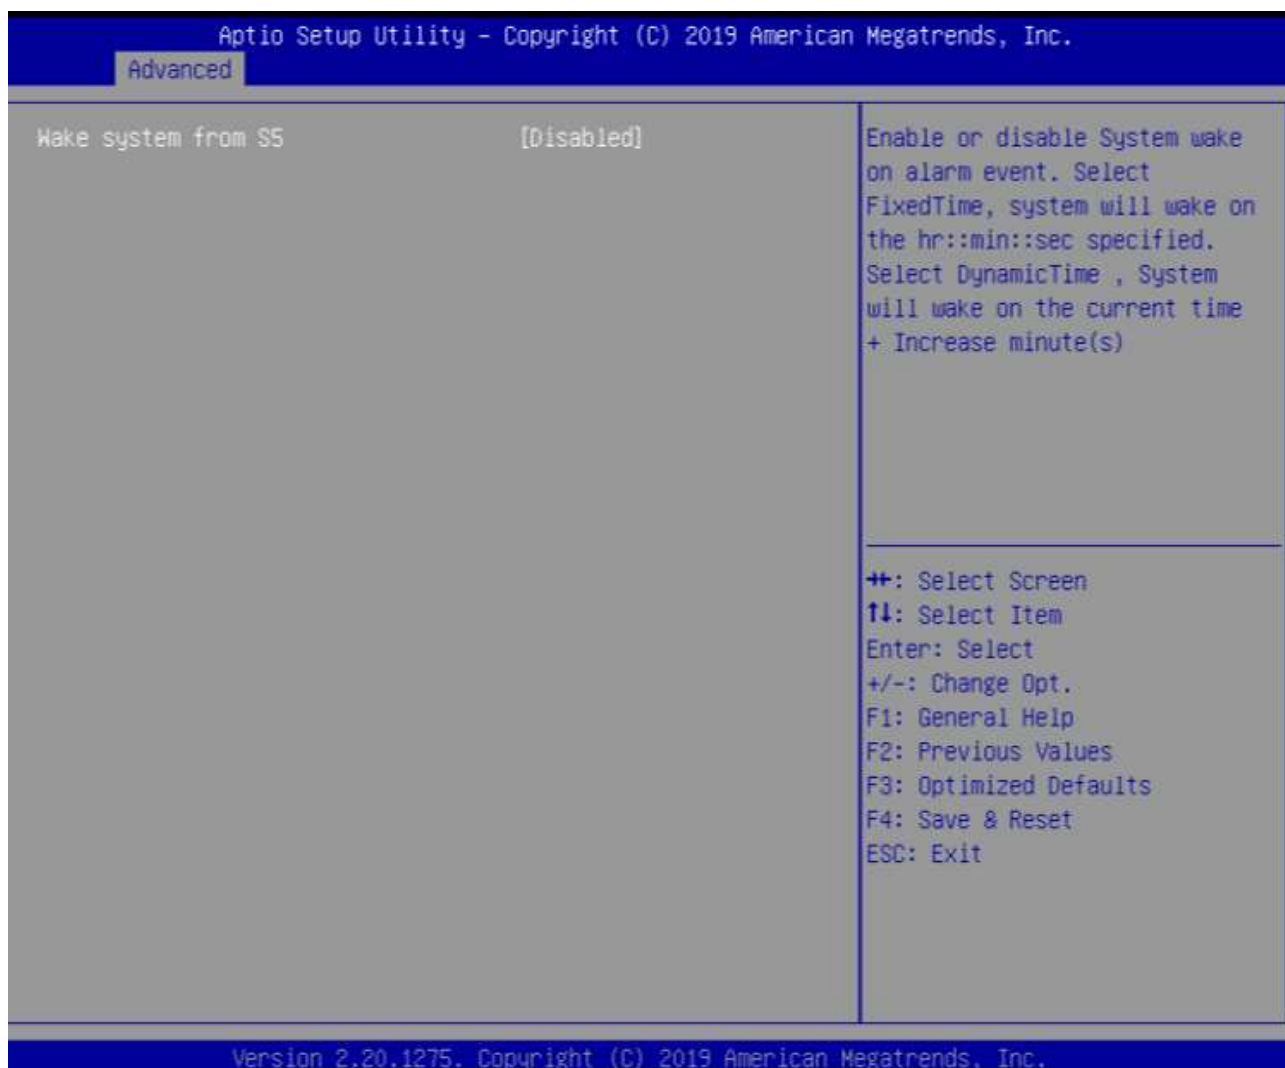 Aptio Setup Utility – Copyright (C) 2019 American Megatrends, Inc.
Advanced
Wake system from S5 [Disabled]
Enable or disable System wake
on alarm event. Select
FixedTime, system will wake on
the hr::min::sec specified.
Select DynamicTime , System
will wake on the current time
+ Increase minute(s)
→←: Select Screen
↑↓: Select Item
Enter: Select
+/-: Change Opt.
F1: General Help
F2: Previous Values
F3: Optimized Defaults
F4: Save & Reset
ESC: Exit
Version 2.20.1275. Copyright (C) 2019 American Megatrends, Inc.